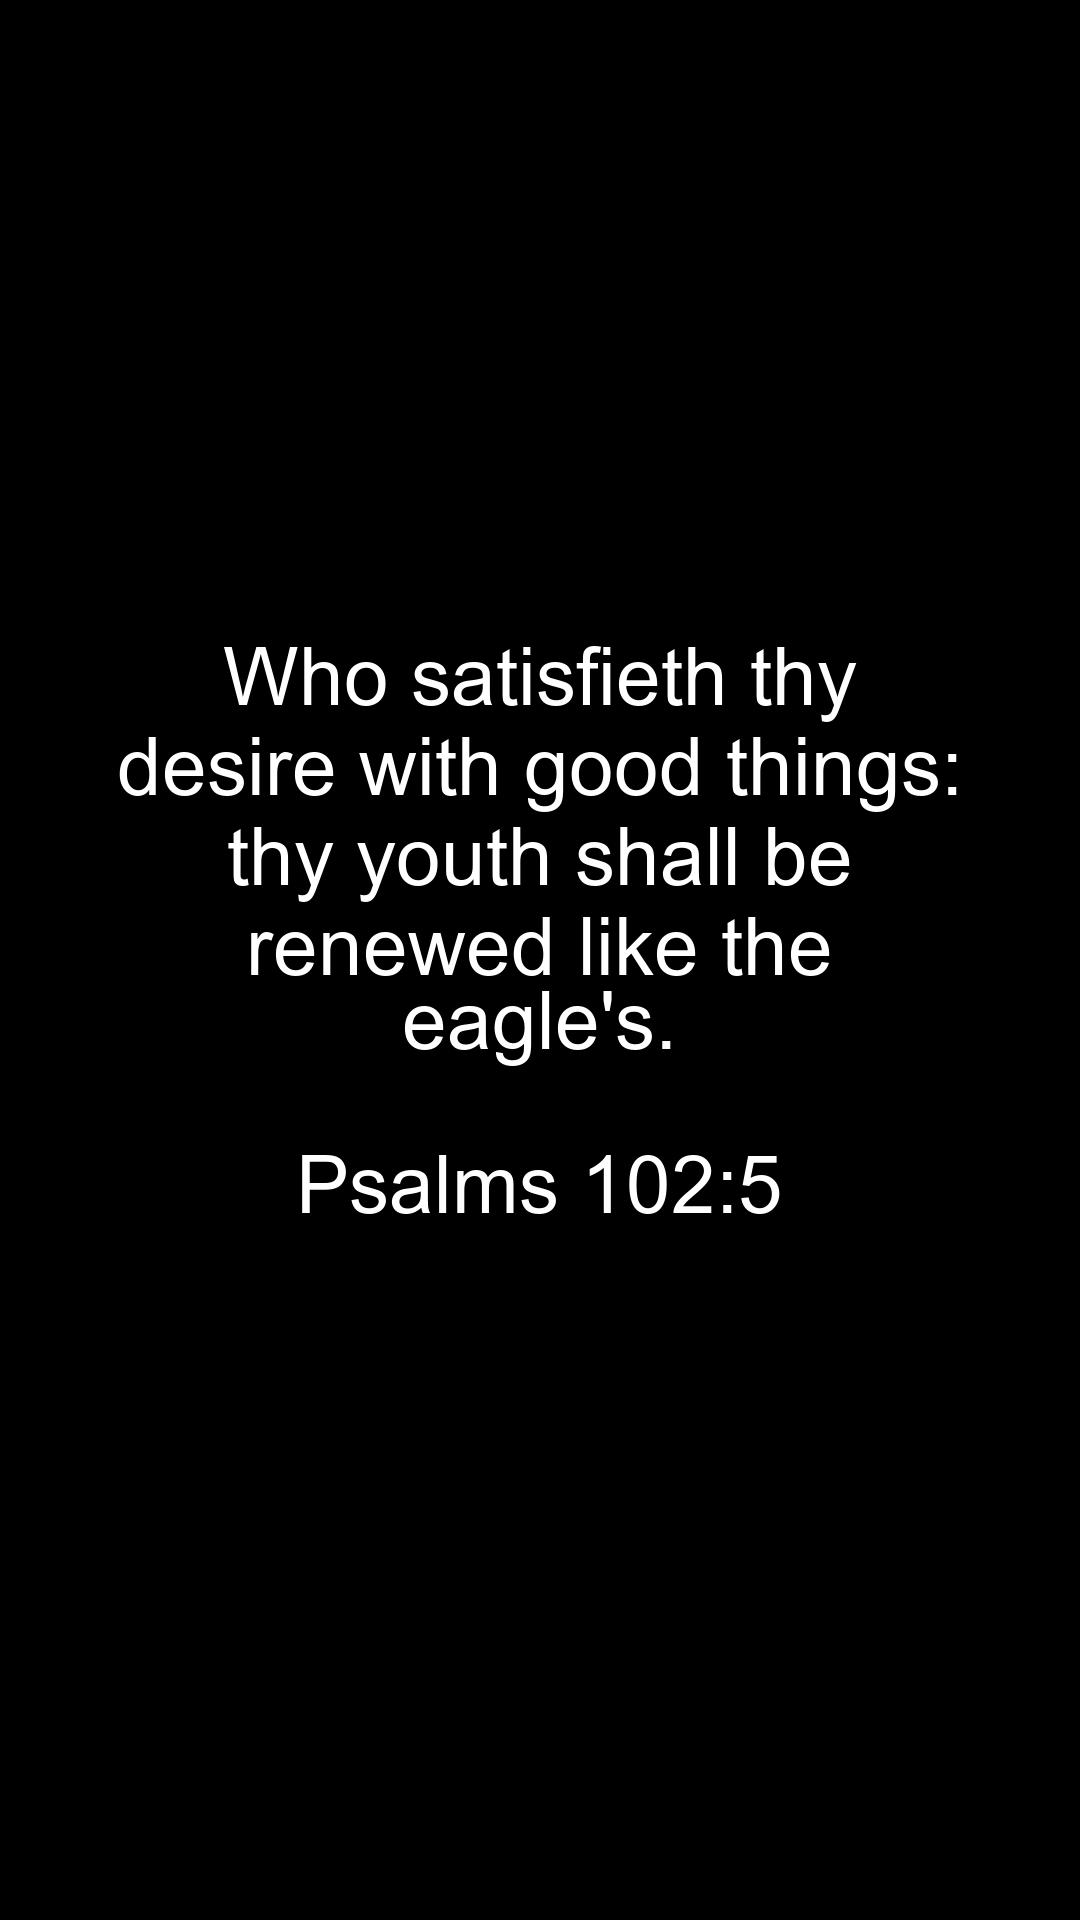 Who satisfieth thy
desire with good things:
thy youth shall be
renewed like the
eagle's.
Psalms 102:5